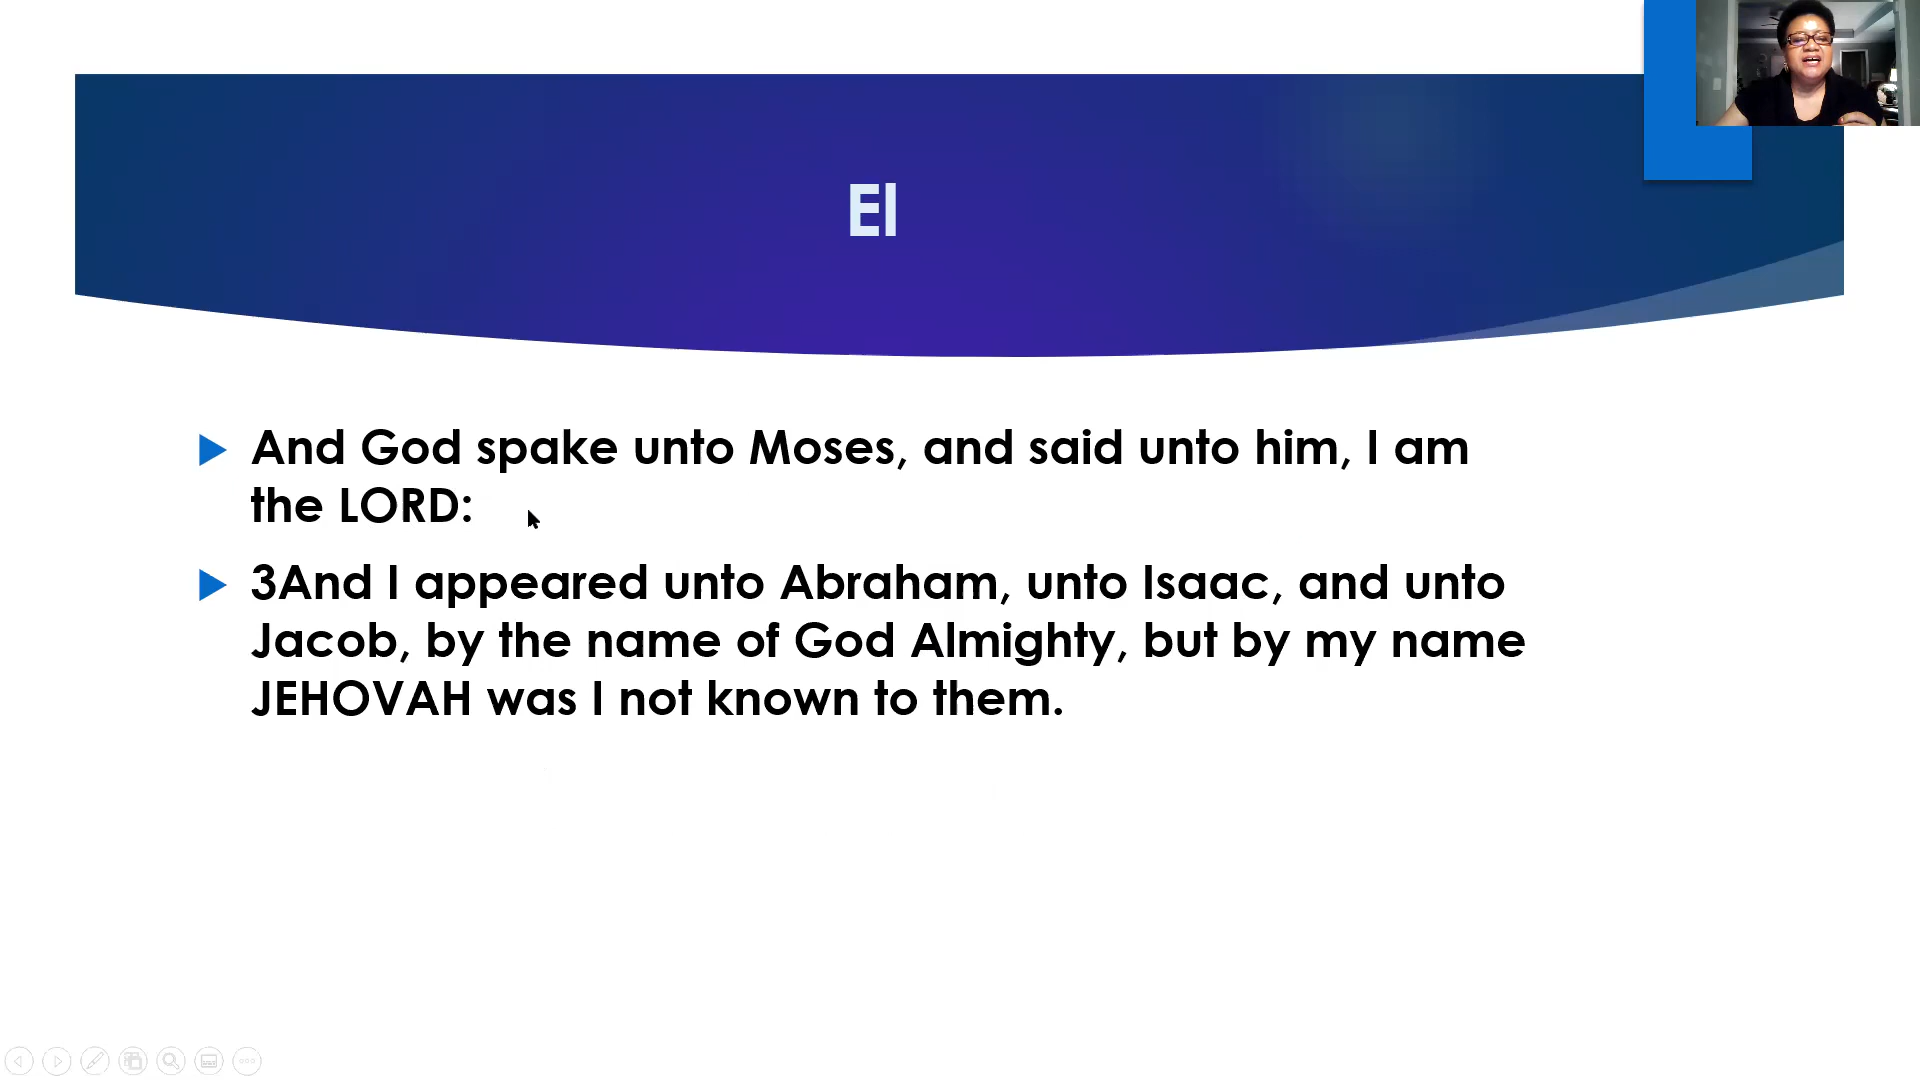 El
And God spake unto Moses, and said unto him, I am
the LORD:
3And I appeared unto Abraham, unto Isaac, and unto
Jacob, by the name of God Almighty, but by my name
JEHOVAH was I not known to them.